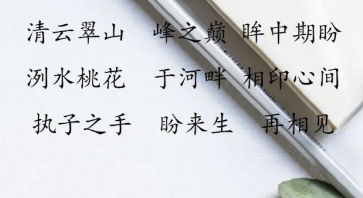 清云翠山 峰之巅 眸中期盼
洌水桃花 于河畔 相印心间
执子之手 盼来生 再相见